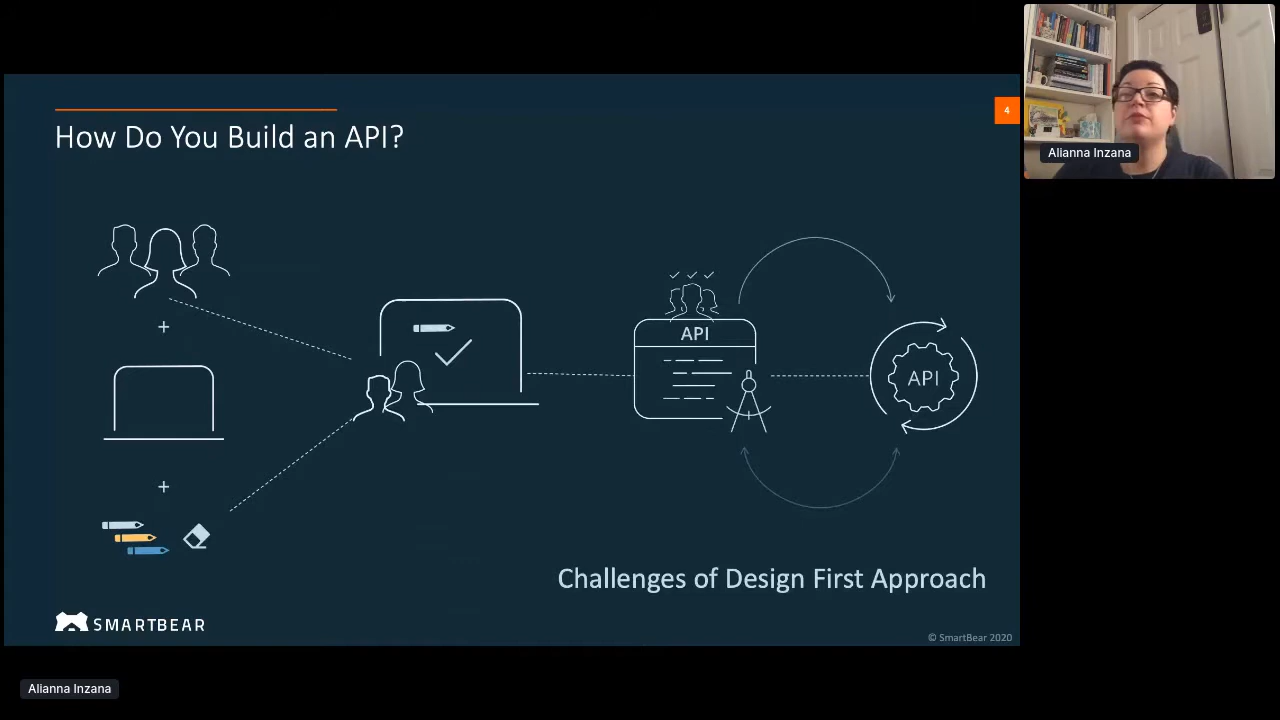 How Do You Build an API?
4
Alianna Inzana
API
API
Challenges of Design First Approach
SMARTBEAR
© SmartBear 2020
Alianna Inzana